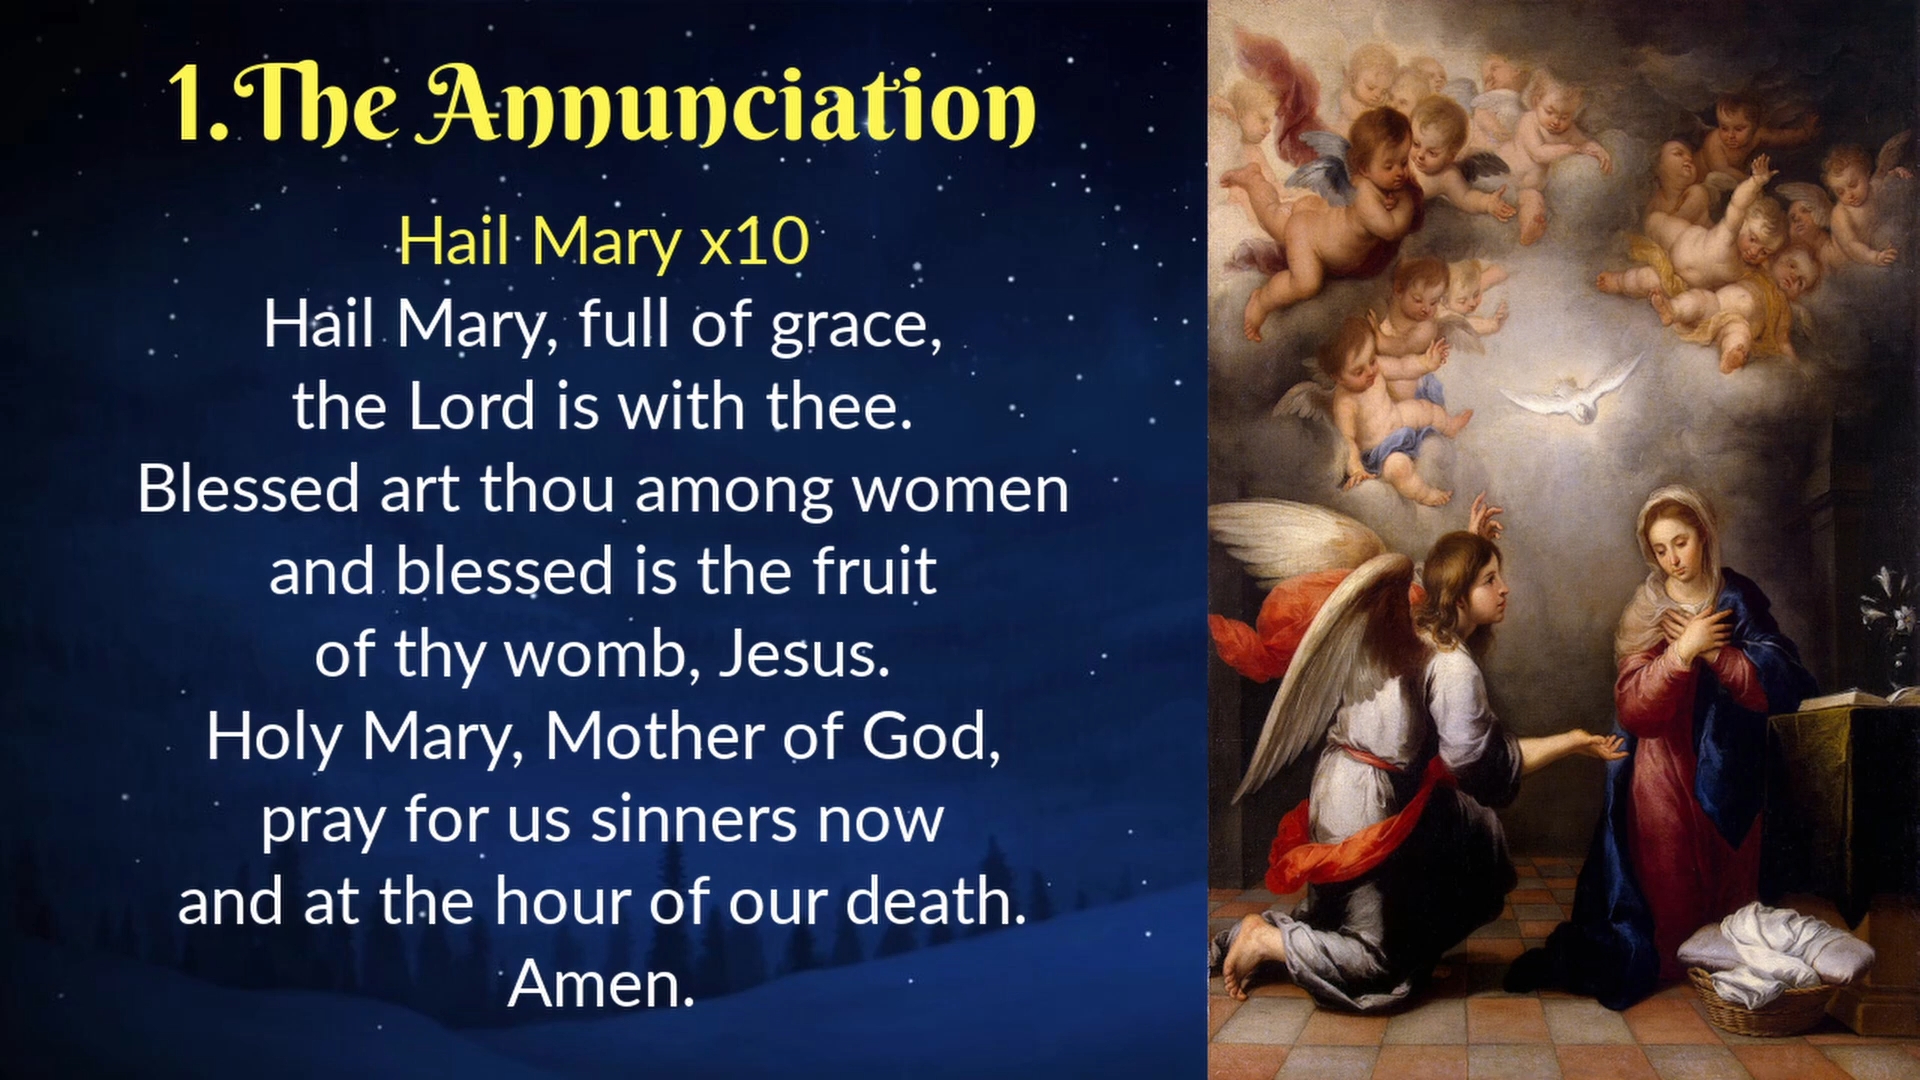 1. The Annunciation
Hail Mary x10
Hail Mary, full of grace,
the Lord is with thee.
Blessed art thou among women
and blessed is the fruit
of thy womb, Jesus.
Holy Mary, Mother of God,
pray for us sinners now
and at the hour of our death.
Amen.